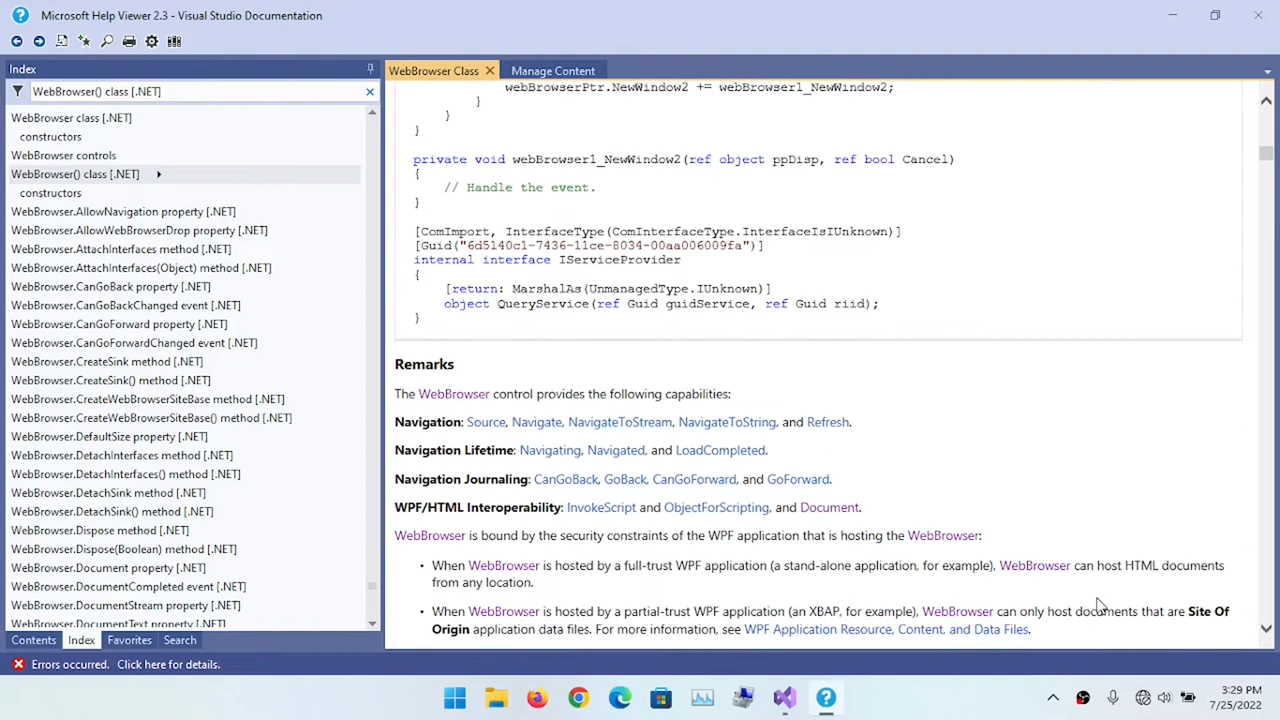 Microsoft Help Viewer 2.3 - Visual Studio Documentation
Index
WebBrowser() class [.NET]
WebBrowser class [.NET]
constructors
WebBrowser controls
WebBrowser() class [.NET]
constructors
WebBrowser.AllowNavigation property [.NET]
WebBrowser.AllowWebBrowserDrop property [.NET]
WebBrowser.AttachInterfaces method [.NET]
WebBrowser.AttachInterfaces(Object) method [.NET]
WebBrowser.CanGoBack property [.NET]
WebBrowser.CanGoBackChanged event [.NET]
WebBrowser.CanGoForward property [.NET]
WebBrowser.CanGoForwardChanged event [.NET]
WebBrowser.CreateSink method [.NET]
WebBrowser.CreateSink() method [.NET]
WebBrowser.CreateWebBrowserSiteBase method [.NET]
WebBrowser.CreateWebBrowserSiteBase() method [.NET]
WebBrowser.DefaultSize property [.NET]
WebBrowser.DetachInterfaces method [.NET]
WebBrowser.DetachInterfaces() method [.NET]
WebBrowser.DetachSink method [.NET]
WebBrowser.DetachSink() method [.NET]
WebBrowser.Dispose method [.NET]
WebBrowser.Dispose(Boolean) method [.NET]
WebBrowser.Document property [.NET]
WebBrowser.DocumentCompleted event [.NET]
WebBrowser.DocumentStream property [.NET]
WebBrowser.DocumentText property [.NET]
Contents Index Favorites Search
WebBrowser Class Manage Content
webBrowserPtr.NewWindow2 += webBrowser1_NewWindow2;
}
}
}
private void webBrowser1_NewWindow2(ref object ppDisp, ref bool Cancel)
{
// Handle the event.
}
[ComImport, InterfaceType(ComInterfaceType.InterfaceIsIUnknown)]
[Guid("6d5140c1-7436-11ce-8034-00aa006009fa")]
internal interface IServiceProvider
{
[return: MarshalAs(UnmanagedType.IUnknown)]
object QueryService(ref Guid guidService, ref Guid riid);
}
Remarks
The WebBrowser control provides the following capabilities:
Navigation: Source, Navigate, NavigateToStream, NavigateToString, and Refresh.
Navigation Lifetime: Navigating, Navigated, and LoadCompleted.
Navigation Journaling: CanGoBack, GoBack, CanGoForward, and GoForward.
WPF/HTML Interoperability: InvokeScript and ObjectForScripting, and Document.
WebBrowser is bound by the security constraints of the WPF application that is hosting the WebBrowser:
• When WebBrowser is hosted by a full-trust WPF application (a stand-alone application, for example), WebBrowser can host HTML documents
from any location.
• When WebBrowser is hosted by a partial-trust WPF application (an XBAP, for example), WebBrowser can only host documents that are Site Of
Origin application data files. For more information, see WPF Application Resource, Content, and Data Files.
Errors occurred. Click here for details.
3:29 PM
7/25/2022